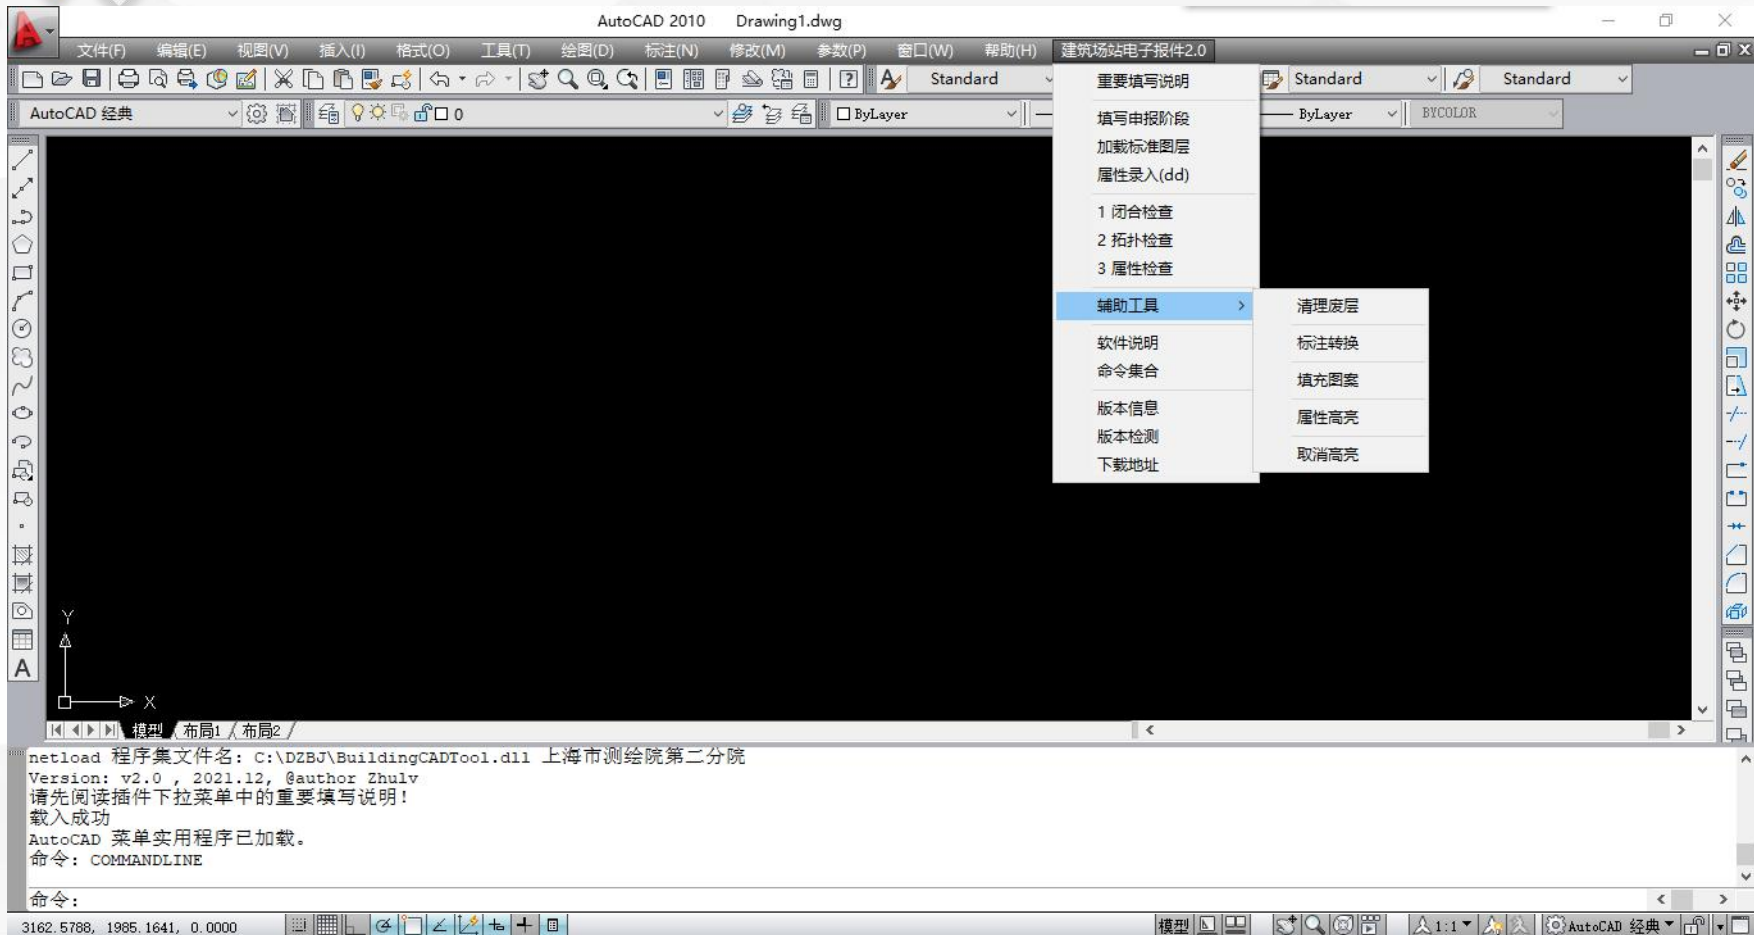 AutoCAD 2010 Drawing1.dwg
文件(F) 编辑(E) 视图(V) 插入(I) 格式(O) 工具(T) 绘图(D) 标注(N) 修改(M) 参数(P) 窗口(W) 帮助(H) 建筑场站电子报件2.0
Standard Standard Standard
AutoCAD 经典 0 ByLayer ByLayer BYCOLOR
重要填写说明
填写申报阶段
加载标准图层
属性录入(dd)
1 闭合检查
2 拓扑检查
3 属性检查
辅助工具
软件说明
命令集合
版本信息
版本检测
下载地址
清理废层
标注转换
填充图案
属性高亮
取消高亮
Y
X
A
模型 布局1 布局2
netload 程序集文件名: C:\DZBJ\BuildingCADTool.dll 上海市测绘院第二分院
Version: v2.0 , 2021.12, @author Zhulv
请先阅读插件下拉菜单中的重要填写说明!
载入成功
AutoCAD 菜单实用程序已加载。
命令: COMMANDLINE
命令:
3162.5788, 1985.1641, 0.0000 模型 1:1 AutoCAD 经典